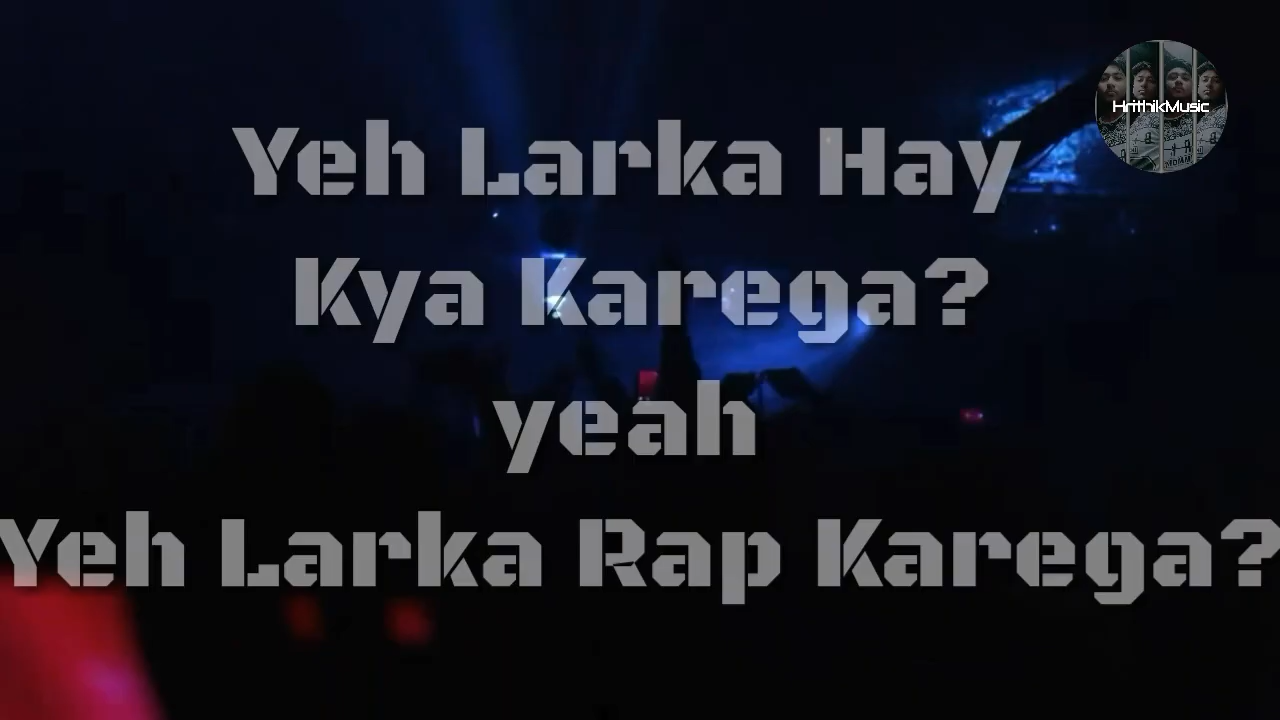 HrithikMusic
Yeh Larka Hay
Kya Karega?
yeah
Yeh Larka Rap Karega?